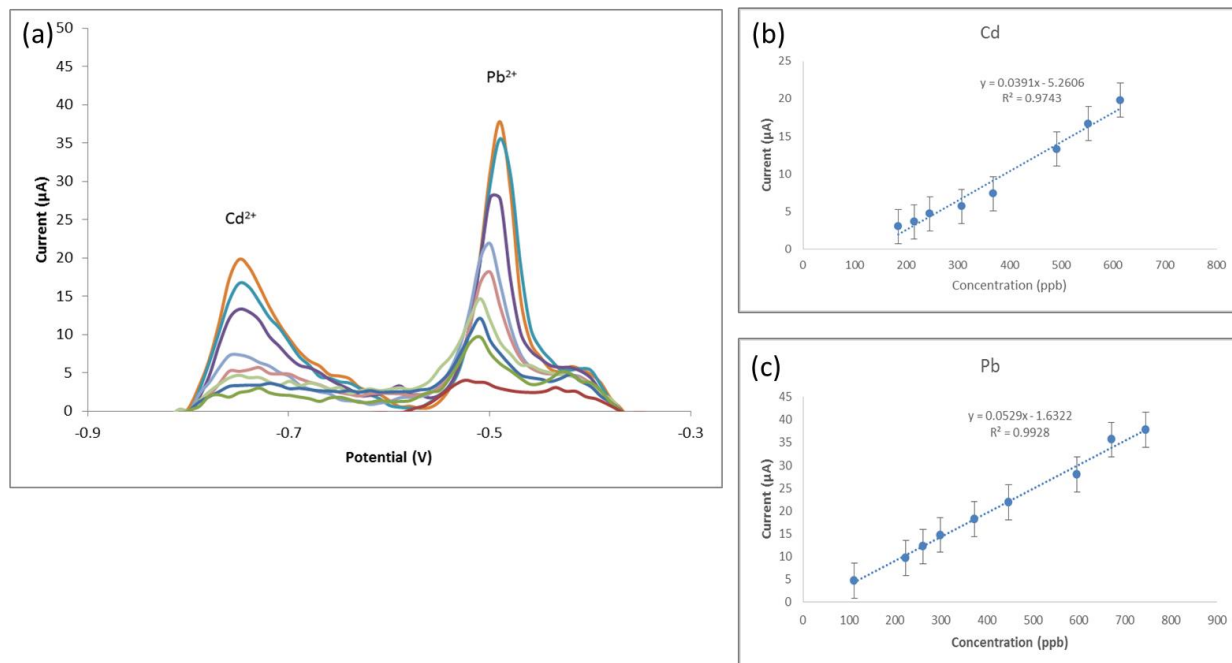 (a)
50
45
40
35
30
25
20
15
10
5
0
Current (µA)
Cd²⁺
Pb²⁺
-0.9
-0.7
-0.5
-0.3
Potential (V)
(b)
Cd
25
20
15
10
5
0
Current (µA)
y = 0.0391x - 5.2606
R² = 0.9743
0
100
200
300
400
500
600
700
800
Concentration (ppb)
(c)
Pb
45
40
35
30
25
20
15
10
5
0
Current (µA)
y = 0.0529x - 1.6322
R² = 0.9928
0
100
200
300
400
500
600
700
800
900
Concentration (ppb)